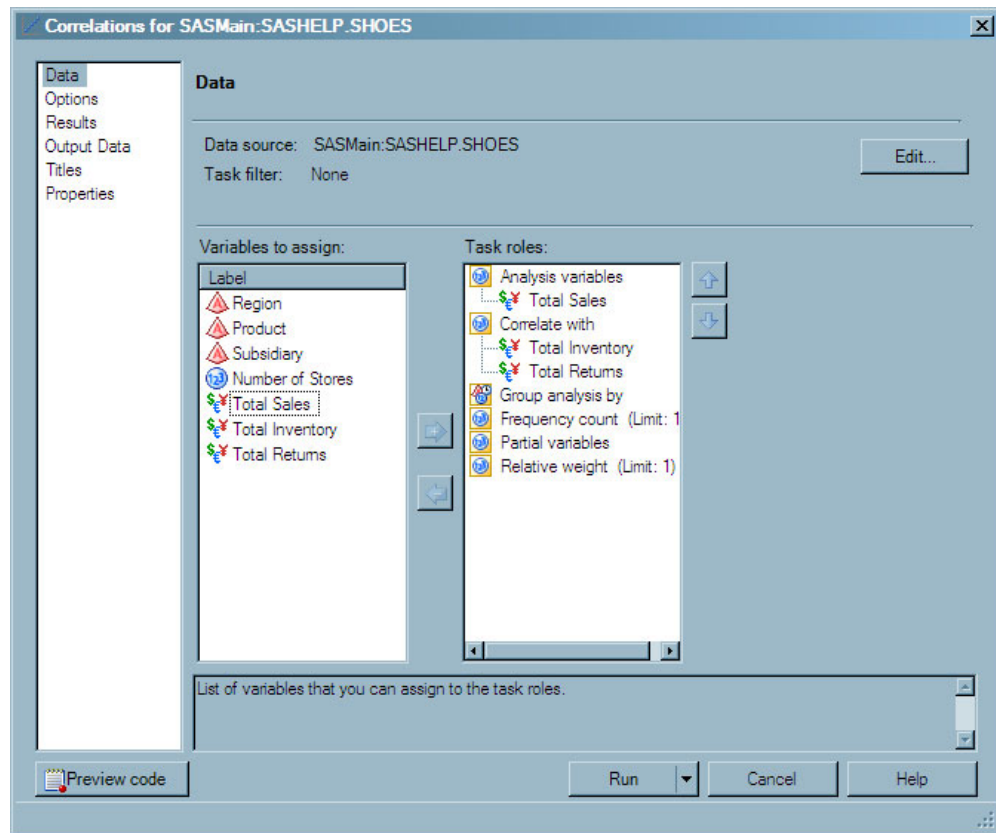 Correlations for SASMain:SASHELP.SHOES
Data
Options
Results
Output Data
Titles
Properties
Data
Data source: SASMain:SASHELP.SHOES
Task filter: None
Edit...
Variables to assign:
Label
Region
Product
Subsidiary
Number of Stores
Total Sales
Total Inventory
Total Returns
Task roles:
Analysis variables
Total Sales
Correlate with
Total Inventory
Total Returns
Group analysis by
Frequency count (Limit: 1
Partial variables
Relative weight (Limit: 1)
List of variables that you can assign to the task roles.
Preview code
Run
Cancel
Help